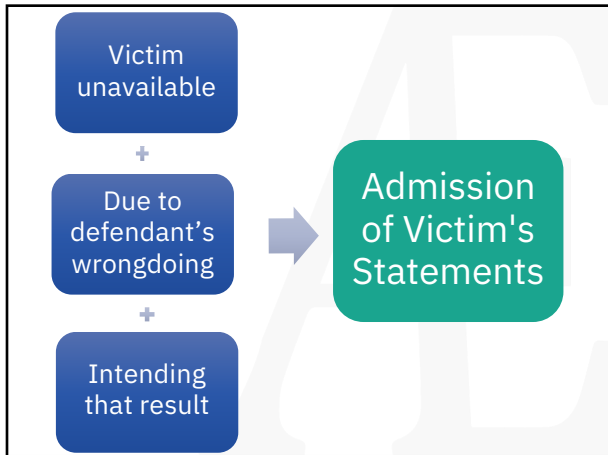 Victim
unavailable
+
Due to
defendant’s
wrongdoing
+
Intending
that result
Admission
of Victim's
Statements